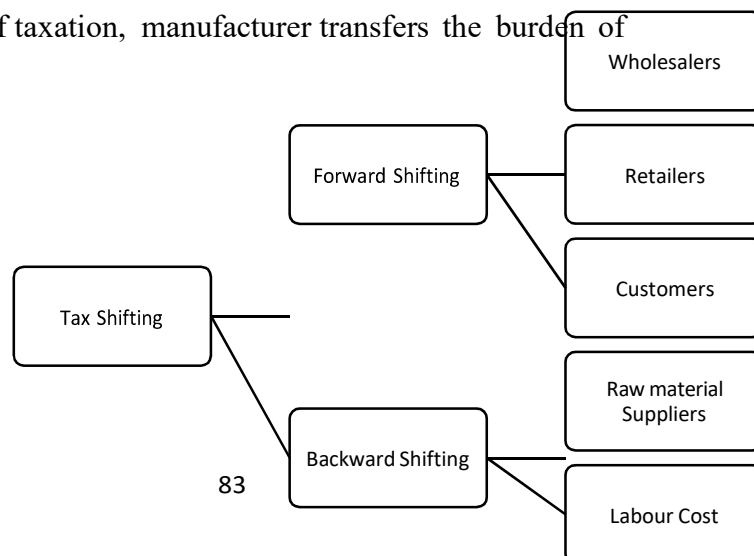 f taxation, manufacturer transfers the burden of
Wholesalers
Forward Shifting
Retailers
Customers
Tax Shifting
Raw material
Suppliers
Backward Shifting
Labour Cost
83